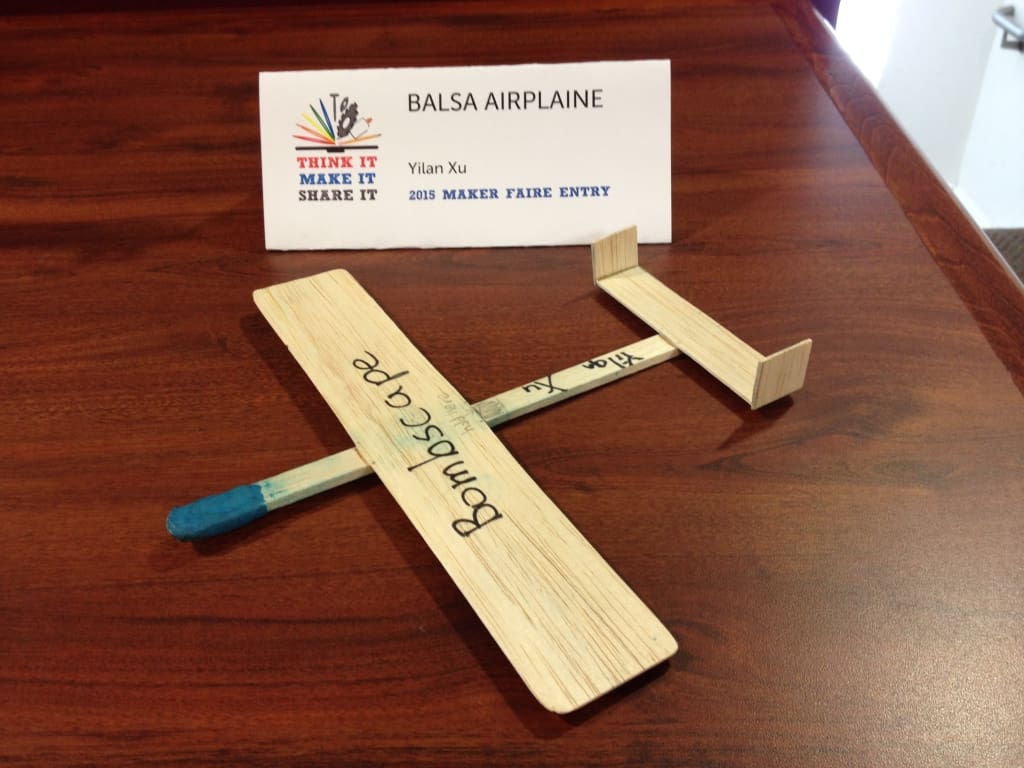 BALSA AIRPLAINE
Yilan Xu
2015 MAKER FAIRE ENTRY
THINK IT
MAKE IT
SHARE IT
Bombscape
Yilan Xu